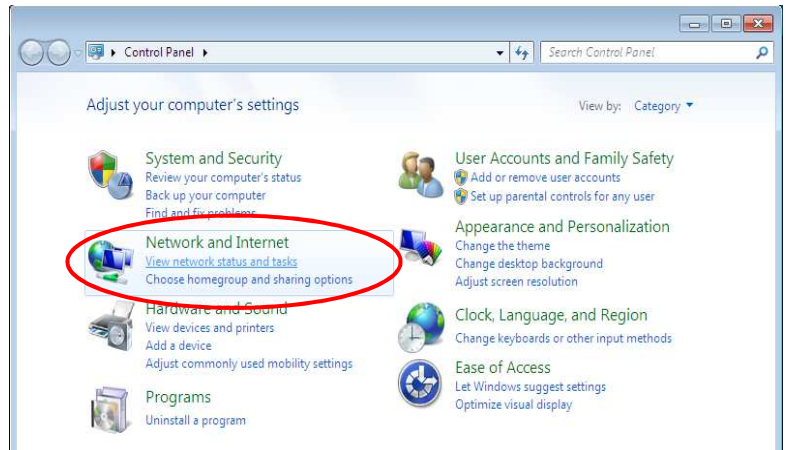 Control Panel
Search Control Panel
Adjust your computer's settings
View by: Category
System and Security
Review your computer's status
Back up your computer
Find and fix problems
Network and Internet
View network status and tasks
Choose homegroup and sharing options
Hardware and Sound
View devices and printers
Add a device
Adjust commonly used mobility settings
Programs
Uninstall a program
User Accounts and Family Safety
Add or remove user accounts
Set up parental controls for any user
Appearance and Personalization
Change the theme
Change desktop background
Adjust screen resolution
Clock, Language, and Region
Change keyboards or other input methods
Ease of Access
Let Windows suggest settings
Optimize visual display